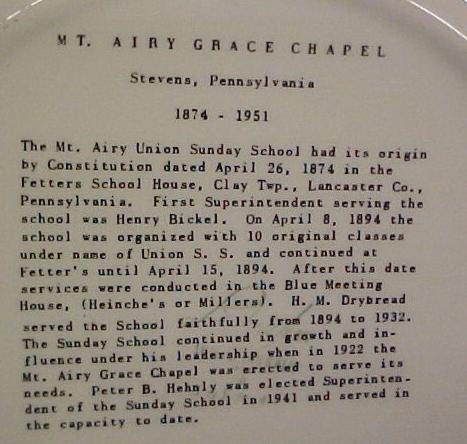 MT. AIRY GRACE CHAPEL
Stevens, Pennsylvania
1874 - 1951
The Mt. Airy Union Sunday School had its origin
by Constitution dated April 26, 1874 in the
Fetters School House, Clay Twp., Lancaster Co.,
Pennsylvania. First Superintendent serving the
school was Henry Bickel. On April 8, 1894 the
school was organized with 10 original classes
under name of Union S. S. and continued at
Fetter's until April 15, 1894. After this date
services were conducted in the Blue Meeting
House, (Heinche's or Millers). H. M. Drybread
served the School faithfully from 1894 to 1932.
The Sunday School continued in growth and in-
fluence under his leadership when in 1922 the
Mt. Airy Grace Chapel was erected to serve its
needs. Peter B. Hehnly was elected Superinten-
dent of the Sunday School in 1941 and served in
the capacity to date.